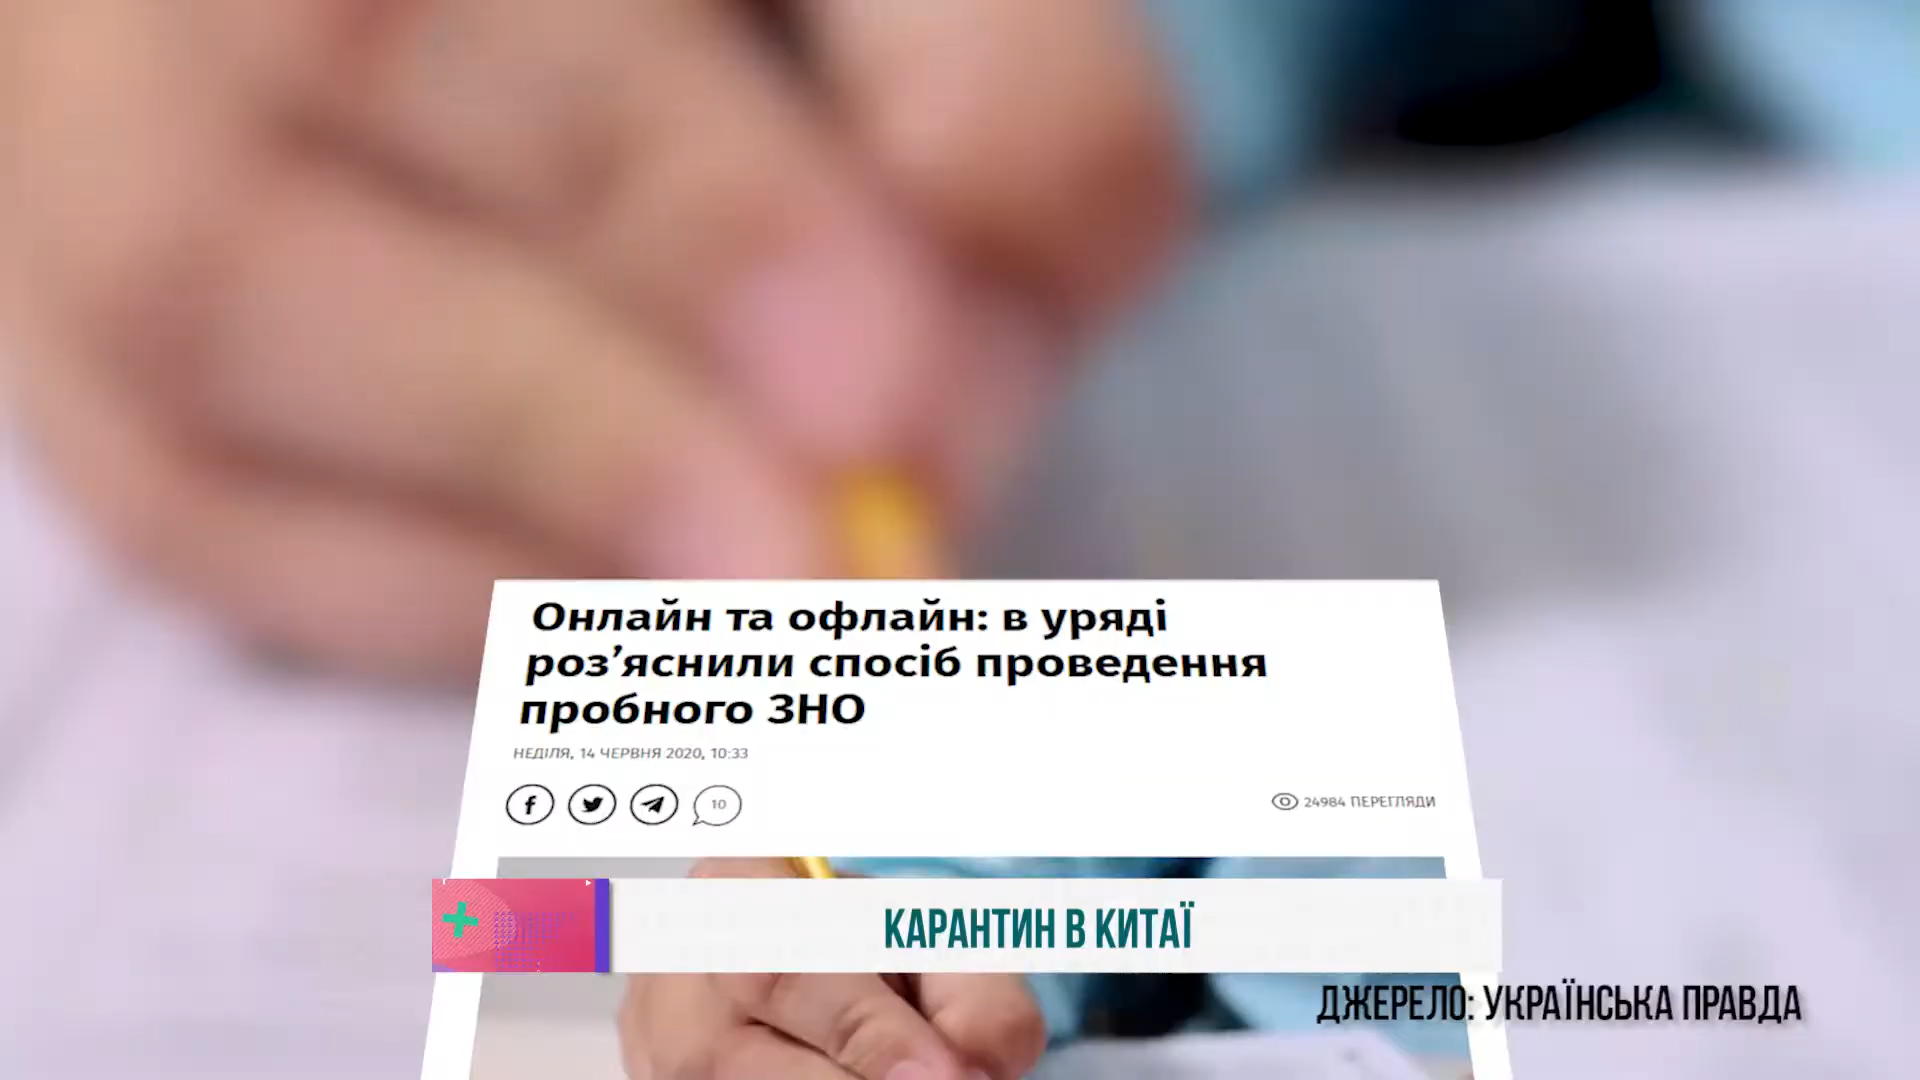 Онлайн та офлайн: в уряді
роз’яснили спосіб проведення
пробного ЗНО
НЕДІЛЯ, 14 ЧЕРВНЯ 2020, 10:33
10
24984 ПЕРЕГЛЯДИ
КАРАНТИН В КИТАЇ
ДЖЕРЕЛО: УКРАЇНСЬКА ПРАВДА